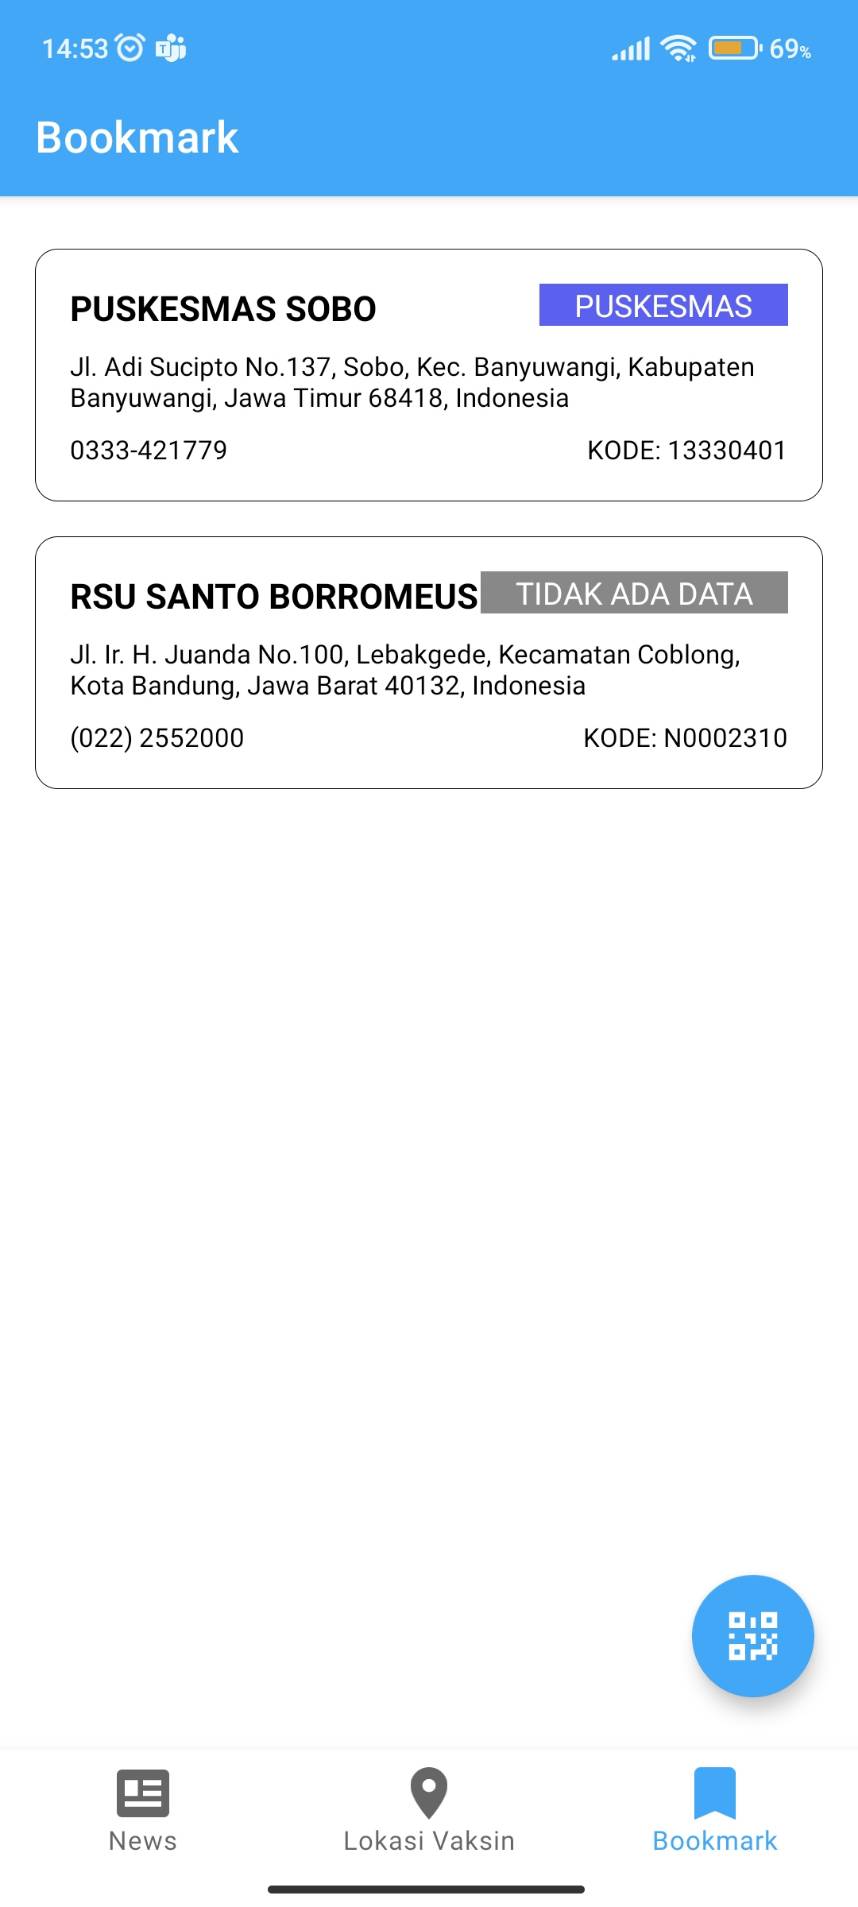 14:53 69%
Bookmark
PUSKESMAS SOBO PUSKESMAS
Jl. Adi Sucipto No.137, Sobo, Kec. Banyuwangi, Kabupaten
Banyuwangi, Jawa Timur 68418, Indonesia
0333-421779 KODE: 13330401
RSU SANTO BORROMEUS TIDAK ADA DATA
Jl. Ir. H. Juanda No.100, Lebakgede, Kecamatan Coblong,
Kota Bandung, Jawa Barat 40132, Indonesia
(022) 2552000 KODE: N0002310
News Lokasi Vaksin Bookmark